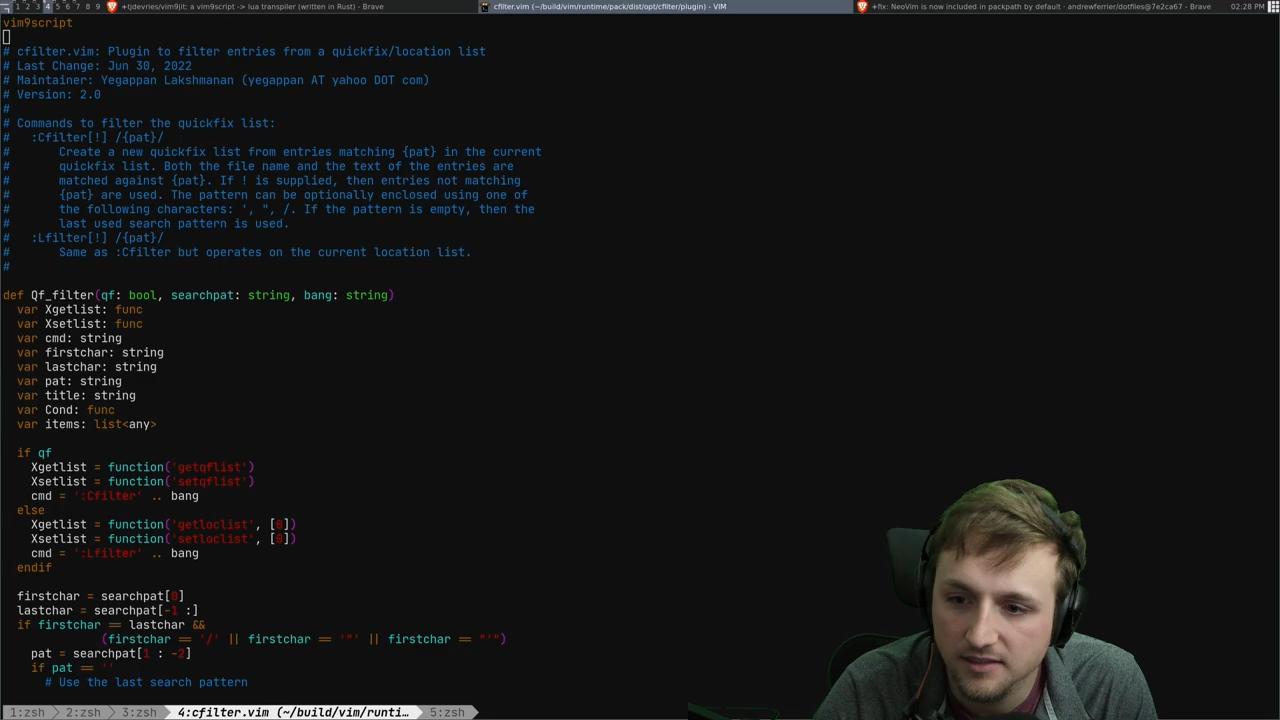 1 2 3 4 5 6 7 8 9 +tjdevries/vim9jit: a vim9script -> lua transpiler (written in Rust) - Brave cfilter.vim (~/build/vim/runtime/pack/dist/opt/cfilter/plugin) - VIM +fix: NeoVim is now included in packpath by default · andrewferrier/dotfiles@7e2ca67 - Brave 02:28 PM
vim9script
# cfilter.vim: Plugin to filter entries from a quickfix/location list
# Last Change: Jun 30, 2022
# Maintainer: Yegappan Lakshmanan (yegappan AT yahoo DOT com)
# Version: 2.0
#
# Commands to filter the quickfix list:
#   :Cfilter[!] /{pat}/
#       Create a new quickfix list from entries matching {pat} in the current
#       quickfix list. Both the file name and the text of the entries are
#       matched against {pat}. If ! is supplied, then entries not matching
#       {pat} are used. The pattern can be optionally enclosed using one of
#       the following characters: ', ", /. If the pattern is empty, then the
#       last used search pattern is used.
#   :Lfilter[!] /{pat}/
#       Same as :Cfilter but operates on the current location list.
#
def Qf_filter(qf: bool, searchpat: string, bang: string)
  var Xgetlist: func
  var Xsetlist: func
  var cmd: string
  var firstchar: string
  var lastchar: string
  var pat: string
  var title: string
  var Cond: func
  var items: list<any>
  if qf
    Xgetlist = function('getqflist')
    Xsetlist = function('setqflist')
    cmd = ':Cfilter' .. bang
  else
    Xgetlist = function('getloclist', [0])
    Xsetlist = function('setloclist', [0])
    cmd = ':Lfilter' .. bang
  endif
  firstchar = searchpat[0]
  lastchar = searchpat[-1 :]
  if firstchar == lastchar &&
              (firstchar == '/' || firstchar == '"' || firstchar == "'")
    pat = searchpat[1 : -2]
    if pat == ''
      # Use the last search pattern
1:zsh 2:zsh 3:zsh 4:cfilter.vim (~/build/vim/runti… 5:zsh